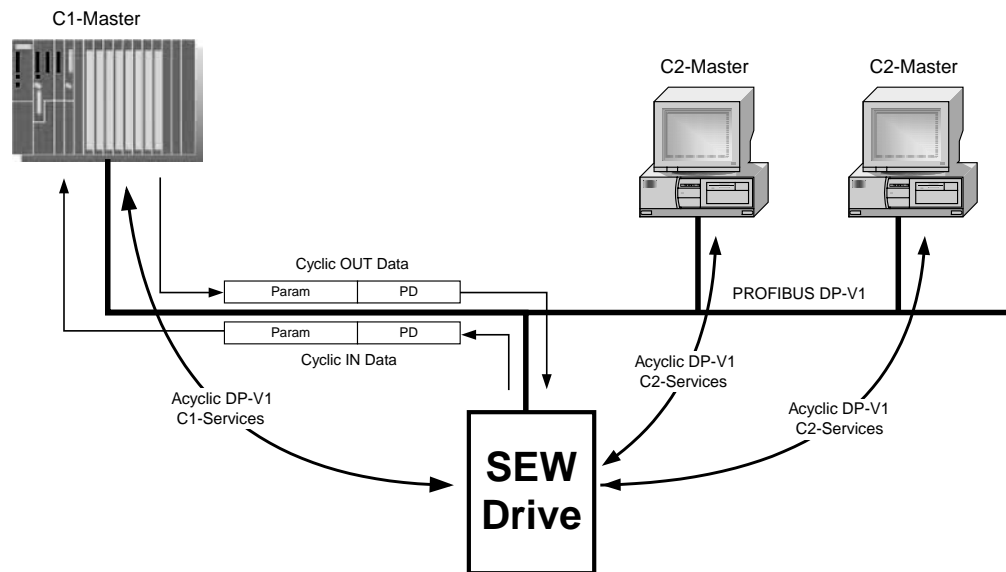 C1-Master
C2-Master
C2-Master
Cyclic OUT Data
Param
PD
PROFIBUS DP-V1
Param
PD
Cyclic IN Data
Acyclic DP-V1
C1-Services
Acyclic DP-V1
C2-Services
Acyclic DP-V1
C2-Services
SEW
Drive